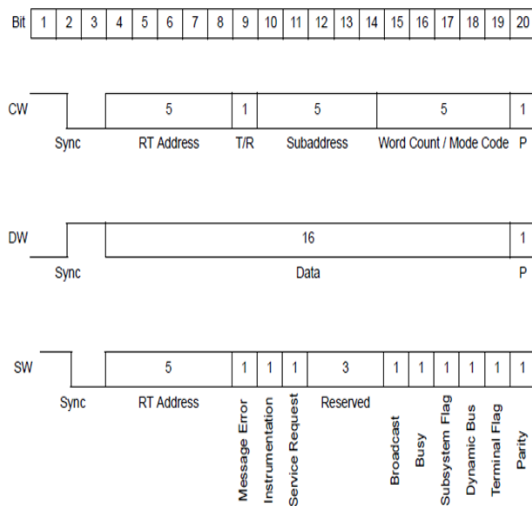 Bit 1 2 3 4 5 6 7 8 9 10 11 12 13 14 15 16 17 18 19 20
CW 5 1 5 5 1
Sync RT Address T/R Subaddress Word Count / Mode Code P
DW 16 1
Sync Data P
SW 5 1 1 1 3 1 1 1 1 1 1
Sync RT Address Reserved
Message Error
Instrumentation
Service Request
Broadcast
Busy
Subsystem Flag
Dynamic Bus
Terminal Flag
Parity